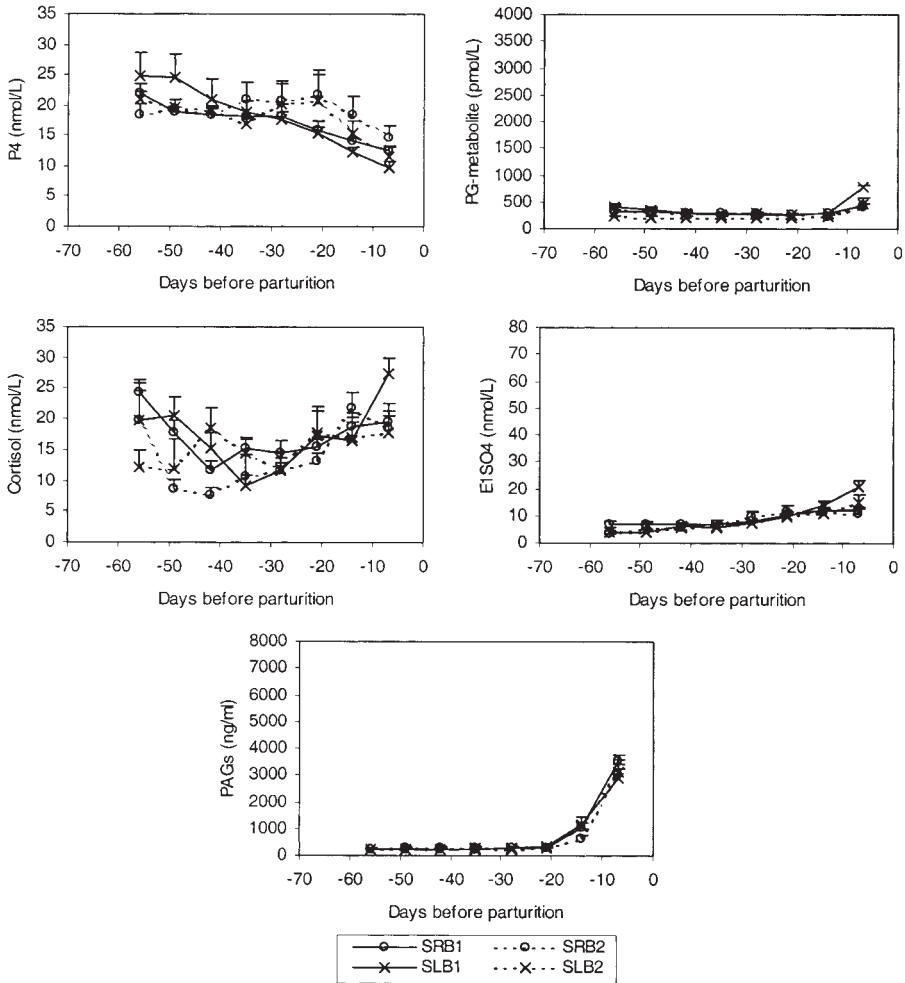 35
30
25
20
15
10
5
0
P4 (nmol/L)
-70 -60 -50 -40 -30 -20 -10 0
Days before parturition
4000
3500
3000
2500
2000
1500
1000
500
0
PG-metabolite (pmol/L)
-70 -60 -50 -40 -30 -20 -10 0
Days before parturition
35
30
25
20
15
10
5
0
Cortisol (nmol/L)
-70 -60 -50 -40 -30 -20 -10 0
Days before parturition
80
70
60
50
40
30
20
10
0
E1SO4 (nmol/L)
-70 -60 -50 -40 -30 -20 -10 0
Days before parturition
8000
7000
6000
5000
4000
3000
2000
1000
0
PAGs (ng/ml)
-70 -60 -50 -40 -30 -20 -10 0
Days before parturition
SRB1 SRB2
SLB1 SLB2